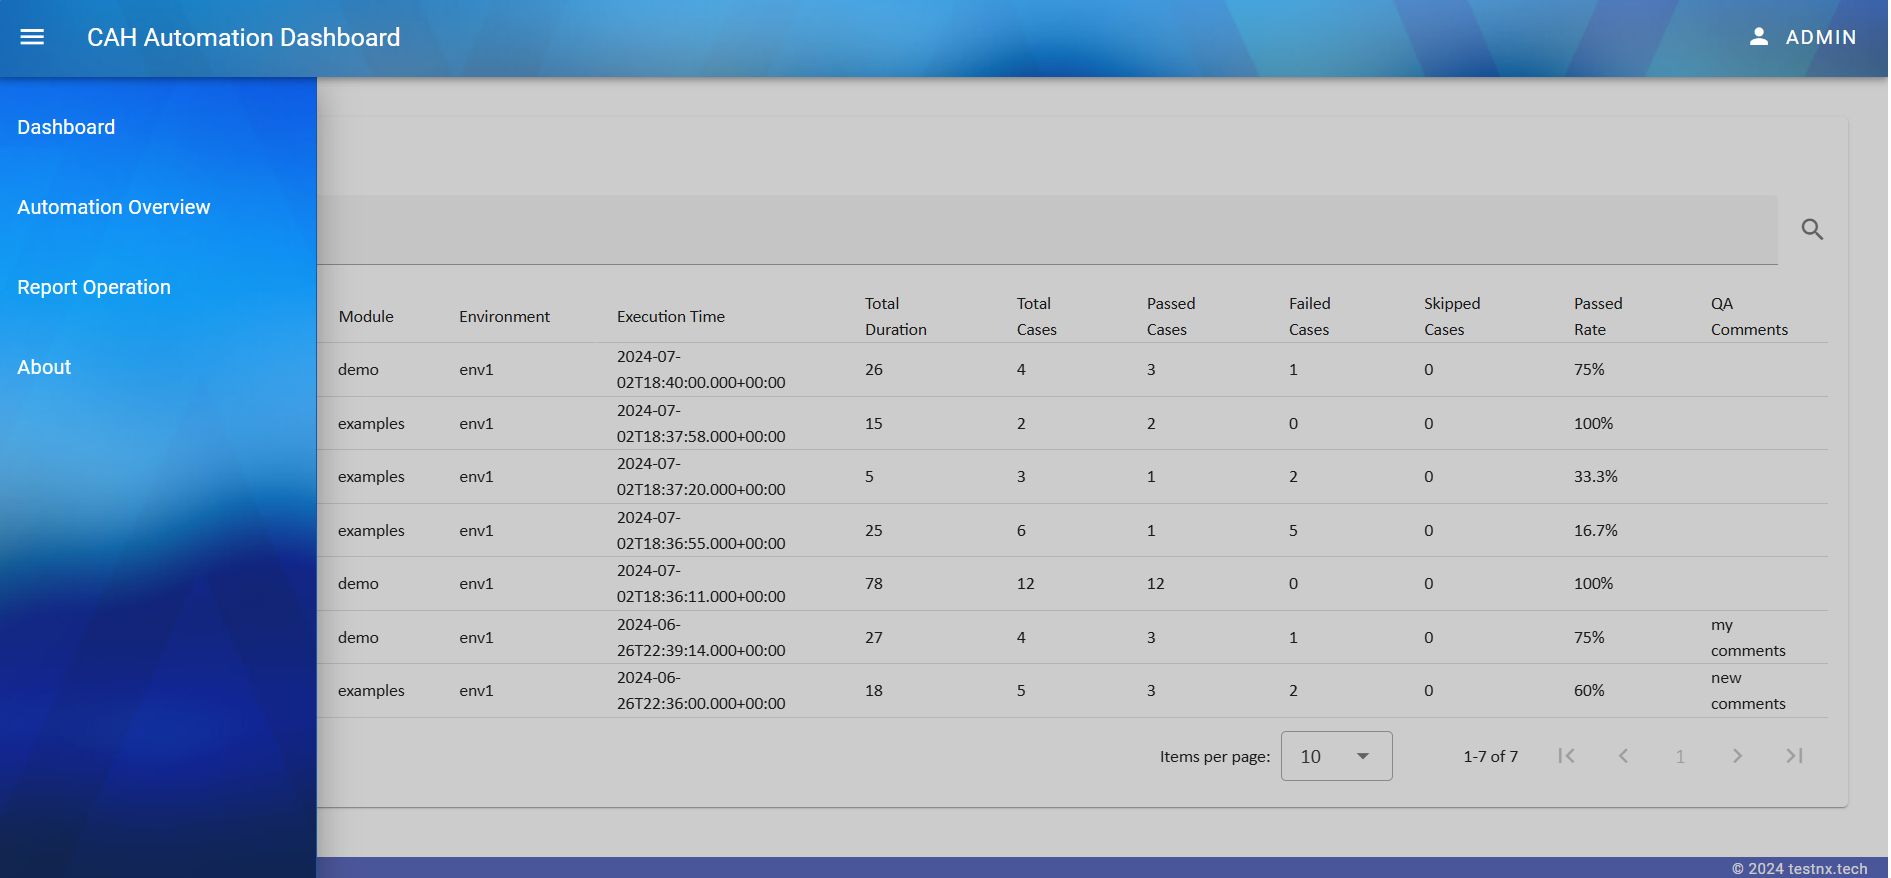 CAH Automation Dashboard
ADMIN
Dashboard
Automation Overview
Report Operation
About
Module Environment Execution Time Total Duration Total Cases Passed Cases Failed Cases Skipped Cases Passed Rate QA Comments
demo env1 2024-07-02T18:40:00.000+00:00 26 4 3 1 0 75%
examples env1 2024-07-02T18:37:58.000+00:00 15 2 2 0 0 100%
examples env1 2024-07-02T18:37:20.000+00:00 5 3 1 2 0 33.3%
examples env1 2024-07-02T18:36:55.000+00:00 25 6 1 5 0 16.7%
demo env1 2024-07-02T18:36:11.000+00:00 78 12 12 0 0 100%
demo env1 2024-06-26T22:39:14.000+00:00 27 4 3 1 0 75% my comments
examples env1 2024-06-26T22:36:00.000+00:00 18 5 3 2 0 60% new comments
Items per page: 10 1-7 of 7 1
© 2024 testnx.tech